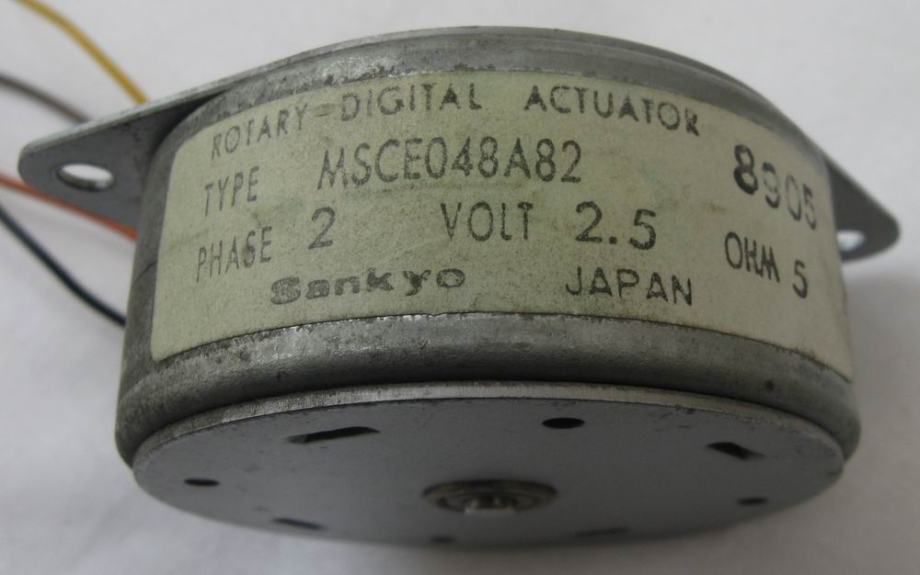 ROTARY-DIGITAL ACTUATOR
TYPE MSCE048A82 8905
PHASE 2 VOLT 2.5 OHM 5
Sankyo JAPAN